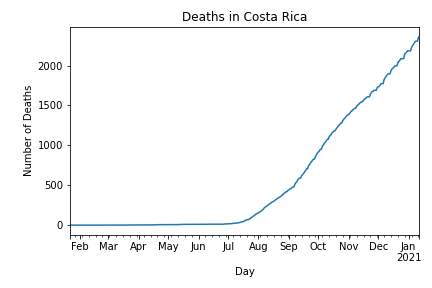 Deaths in Costa Rica
Number of Deaths
2000
1500
1000
500
0
Feb Mar Apr May Jun Jul Aug Sep Oct Nov Dec Jan
2021
Day